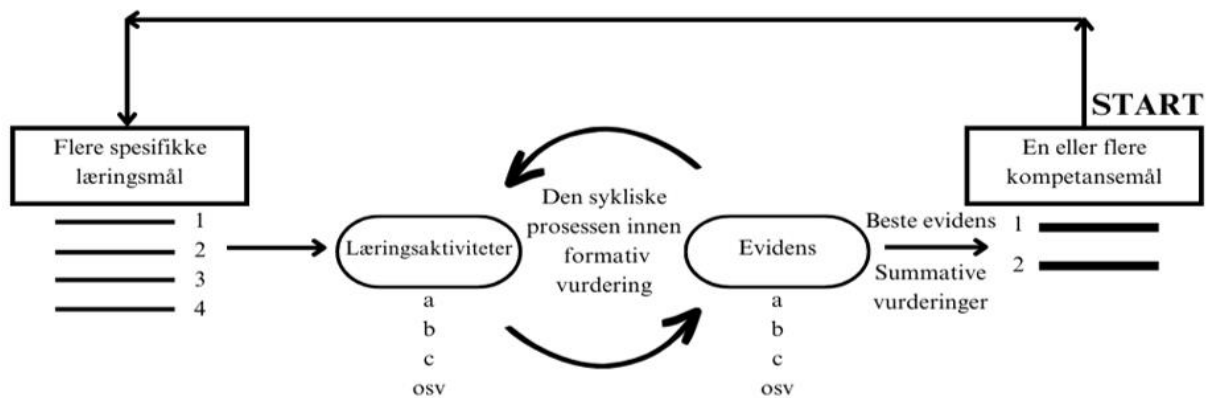 START
Flere spesifikke
læringsmål
1
2
3
4
Læringsaktiviteter
a
b
c
osv
Den sykliske
prosessen innen
formativ
vurdering
Evidens
a
b
c
osv
Beste evidens
Summative
vurderinger
En eller flere
kompetansemål
1
2